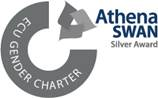 ECU GENDER CHARTER
Athena
SWAN
Silver Award